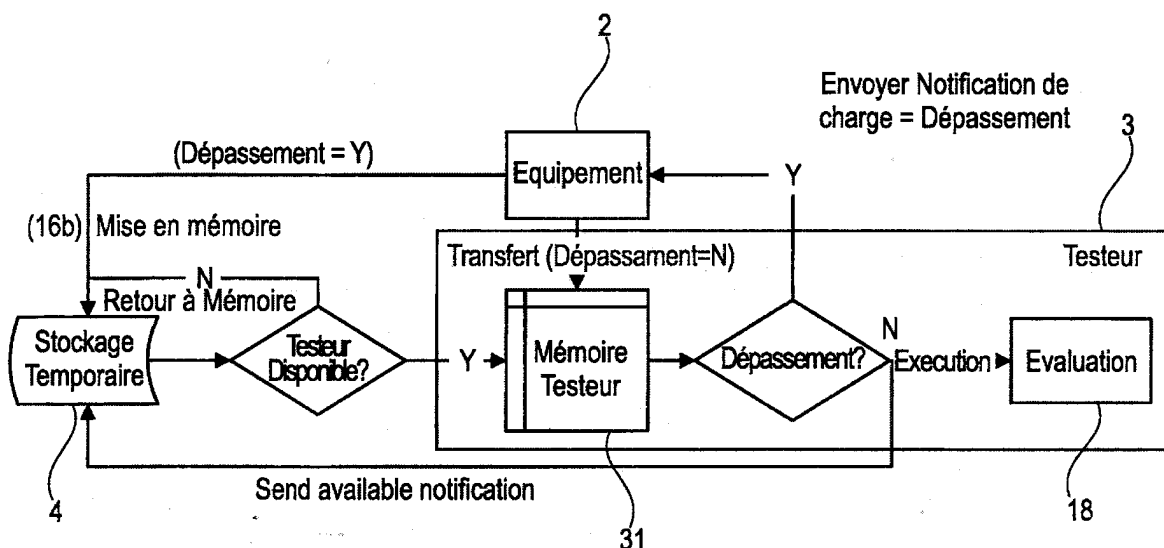 2
Envoyer Notification de
charge = Dépassement
3
(Dépassement = Y)
Equipement
Y
(16b) Mise en mémoire
Transfert (Dépassament=N)
Testeur
N
Retour à Mémoire
Stockage
Temporaire
Testeur
Disponible?
Y
Mémoire
Testeur
Dépassement?
N
Execution
Evaluation
Send available notification
4
31
18